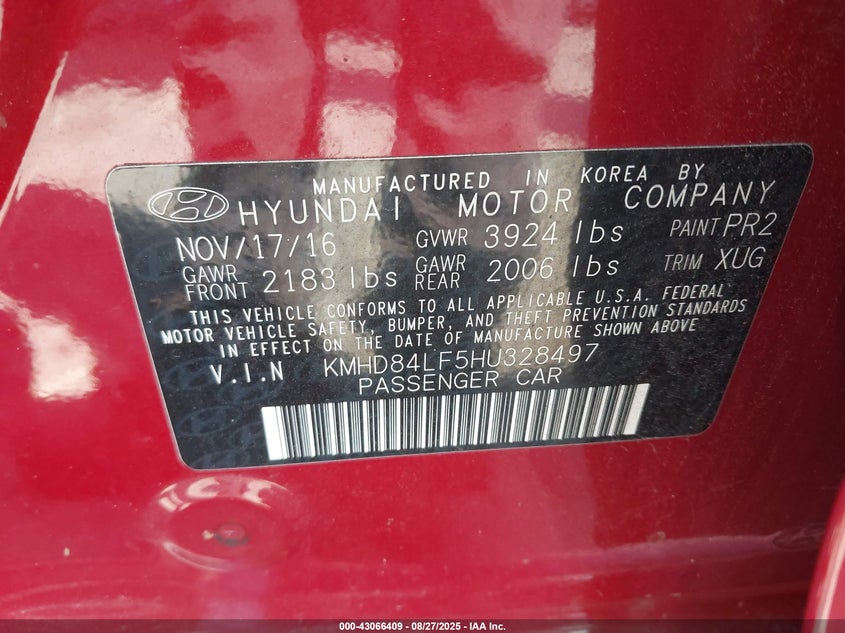 MANUFACTURED IN KOREA BY
HYUNDAI MOTOR COMPANY
NOV/17/16 GVWR 3924 lbs PAINT PR2
GAWR FRONT 2183 lbs GAWR REAR 2006 lbs TRIM XUG
THIS VEHICLE CONFORMS TO ALL APPLICABLE U.S.A. FEDERAL
MOTOR VEHICLE SAFETY, BUMPER, AND THEFT PREVENTION STANDARDS
IN EFFECT ON THE DATE OF MANUFACTURE SHOWN ABOVE
V.I.N KMHD84LF5HU328497
PASSENGER CAR
000-43066409 - 08/27/2025 - IAA Inc.